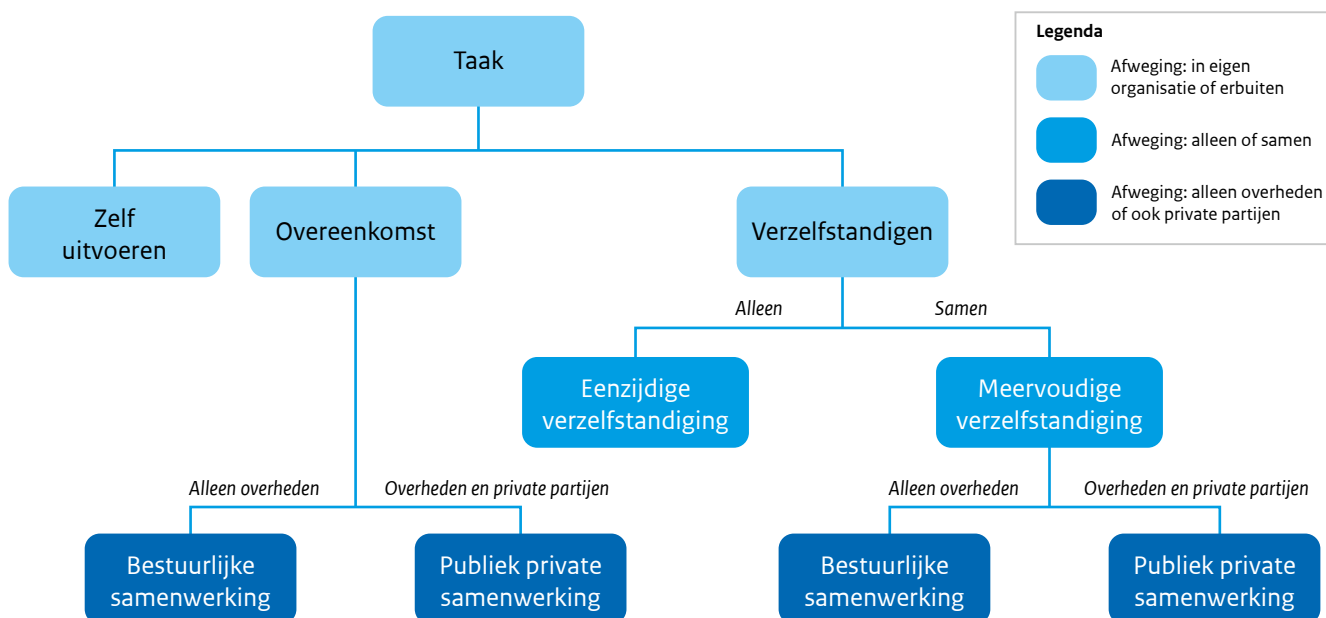 Taak
Legenda
Afweging: in eigen
organisatie of erbuiten
Afweging: alleen of samen
Afweging: alleen overheden
of ook private partijen
Zelf
uitvoeren
Overeenkomst
Verzelfstandigen
Alleen
Samen
Eenzijdige
verzelfstandiging
Meervoudige
verzelfstandiging
Alleen overheden
Overheden en private partijen
Alleen overheden
Overheden en private partijen
Bestuurlijke
samenwerking
Publiek private
samenwerking
Bestuurlijke
samenwerking
Publiek private
samenwerking